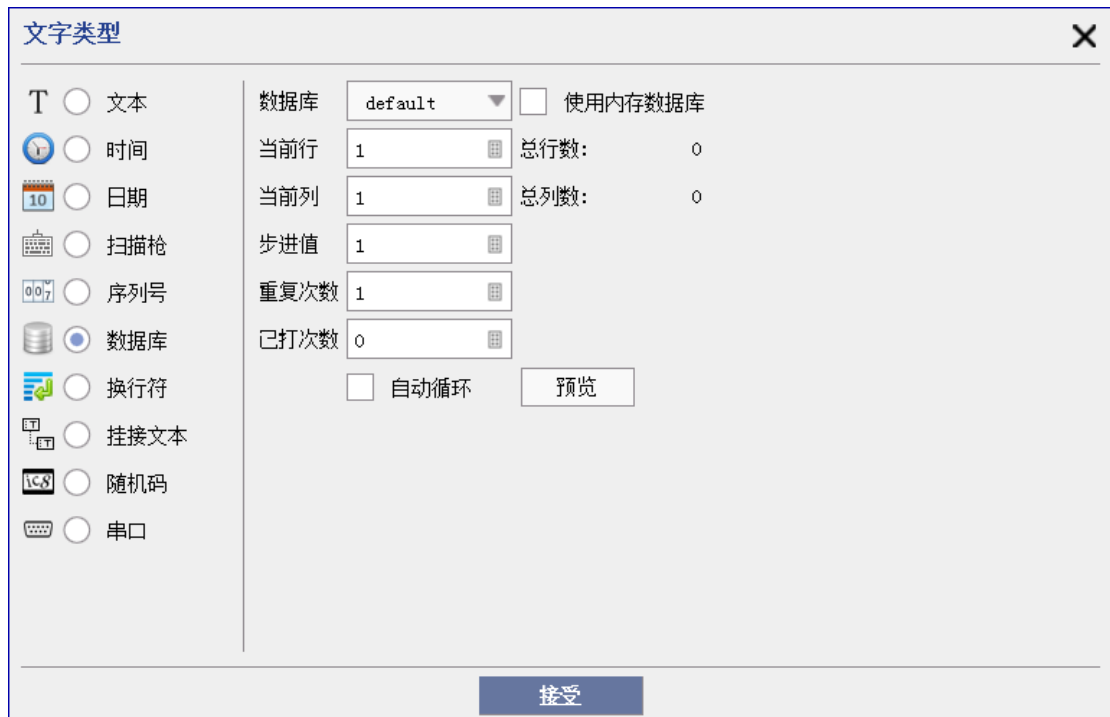 文字类型
T 文本
时间
10 日期
扫描枪
007 序列号
数据库
换行符
T T 挂接文本
ic8 随机码
串口
数据库 default 使用内存数据库
当前行 1 总行数: 0
当前列 1 总列数: 0
步进值 1
重复次数 1
已打次数 0
自动循环 预览
接受